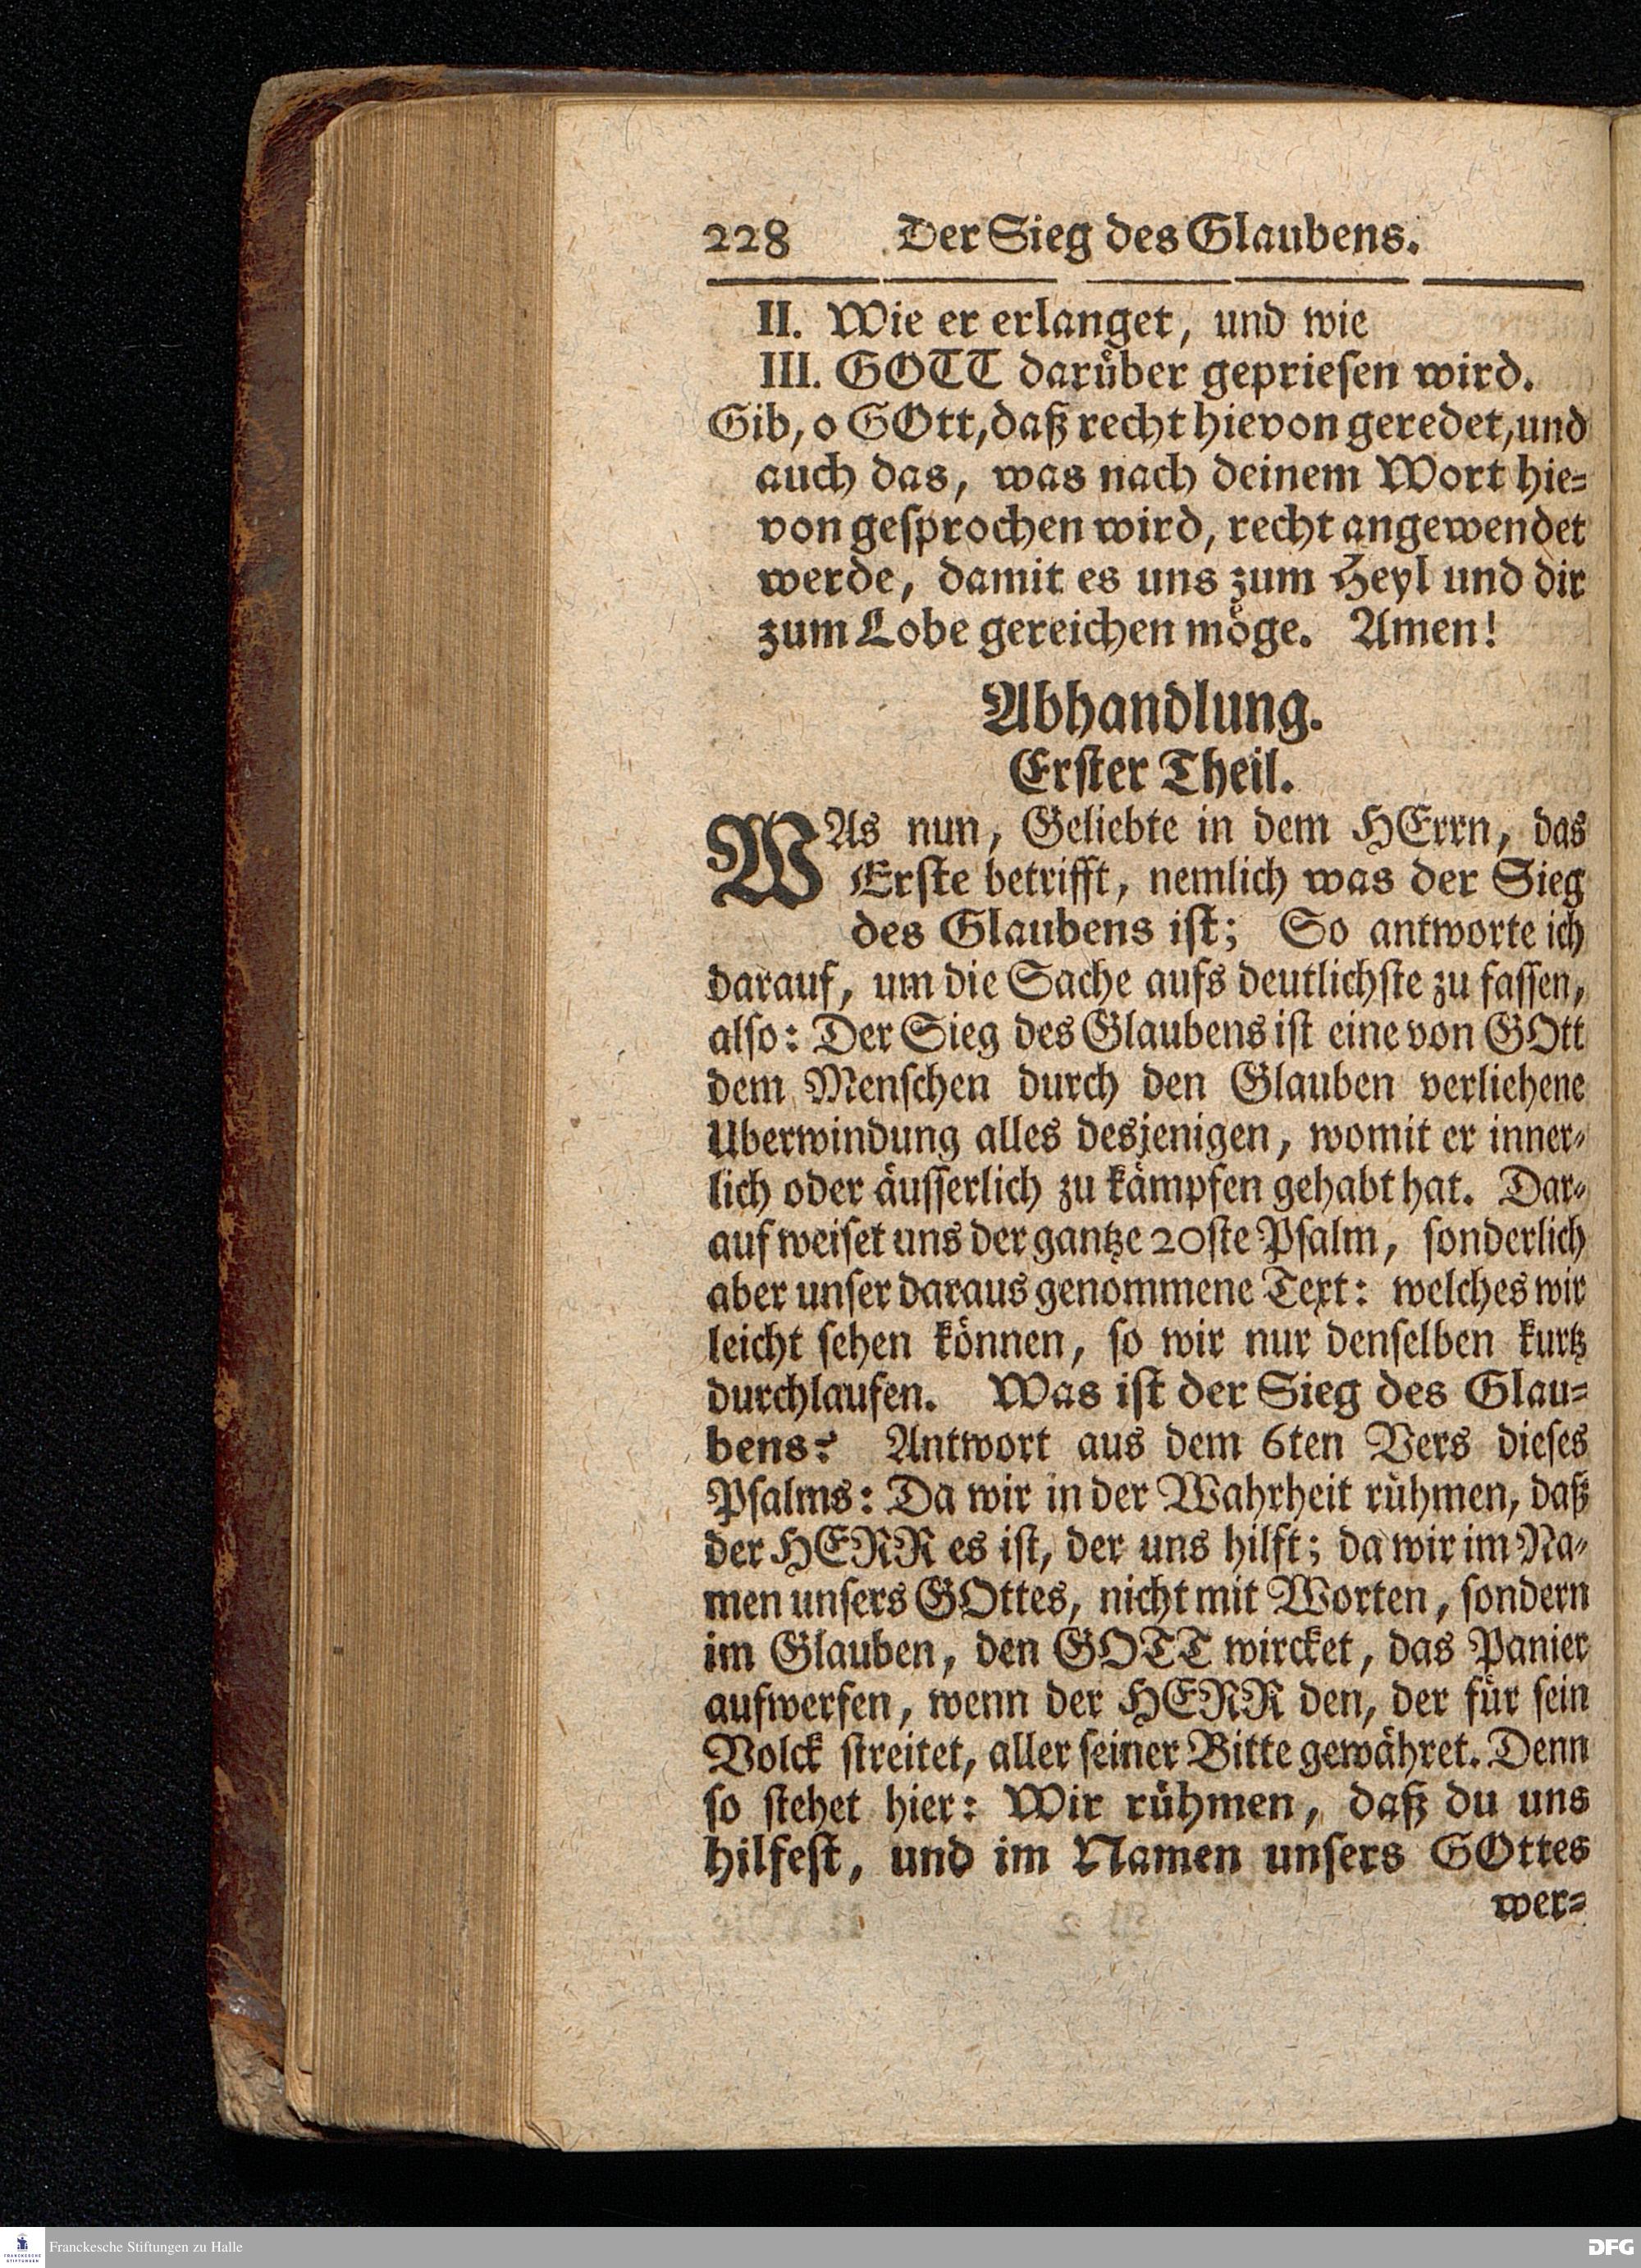 228 Der Sieg des Glaubens.
II. Wie er erlanget, und wie
III. GOTT darüber geprieſen wird.
Gib, o GOtt, daß recht hievon geredet, und
auch das, was nach deinem Wort hie-
von geſprochen wird, recht angewendet
werde, damit es uns zum Heyl und dir
zum Lobe gereichen möge. Amen!
Abhandlung.
Erſter Theil.
WAs nun, Geliebte in dem HErrn, das
Erſte betrifft, nemlich was der Sieg
des Glaubens iſt; So antworte ich
darauf, um die Sache aufs deutlichſte zu faſſen,
alſo: Der Sieg des Glaubens iſt eine von GOtt
dem Menſchen durch den Glauben verliehene
Uberwindung alles desjenigen, womit er inner-
lich oder äuſſerlich zu kämpfen gehabt hat. Dar-
auf weiſet uns der gantze 20ſte Pſalm, ſonderlich
aber unſer daraus genommene Text: welches wir
leicht ſehen können, ſo wir nur denſelben kurtz
durchlaufen. Was iſt der Sieg des Glau-
bens? Antwort aus dem 6ten Vers dieſes
Pſalms: Da wir in der Wahrheit rühmen, daß
der HERR es iſt, der uns hilft; da wir im Na-
men unſers GOttes, nicht mit Worten, ſondern
im Glauben, den GOTT wircket, das Panier
aufwerfen, wenn der HERR den, der für ſein
Volck ſtreitet, aller ſeiner Bitte gewähret. Denn
ſo ſtehet hier: Wir rühmen, daß du uns
hilfeſt, und im Namen unſers GOttes
wer-
FRANCKESCHE STIFTUNGEN
Franckesche Stiftungen zu Halle
DFG